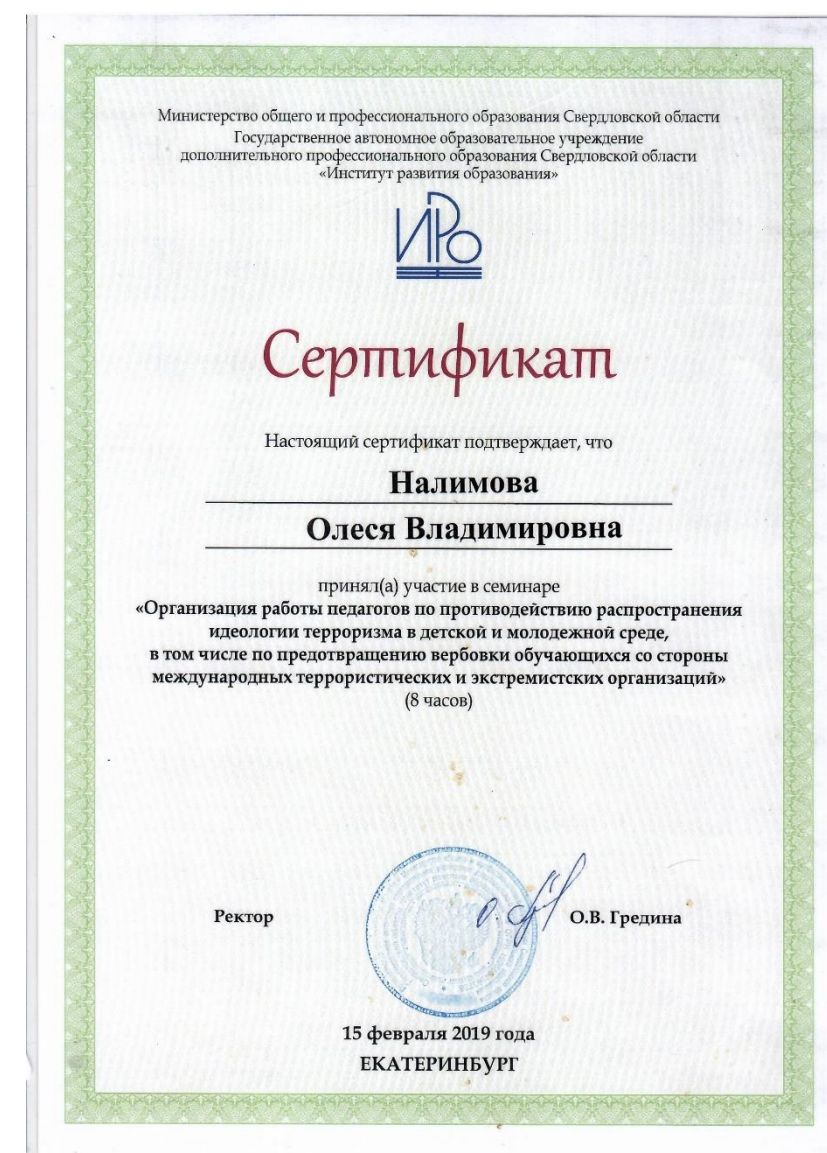 Министерство общего и профессионального образования Свердловской области
Государственное автономное образовательное учреждение
дополнительного профессионального образования Свердловской области
«Институт развития образования»
ИРО
Сертификат
Настоящий сертификат подтверждает, что
Налимова
Олеся Владимировна
принял(а) участие в семинаре
«Организация работы педагогов по противодействию распространения
идеологии терроризма в детской и молодежной среде,
в том числе по предотвращению вербовки обучающихся со стороны
международных террористических и экстремистских организаций»
(8 часов)
Ректор
О.В. Гредина
15 февраля 2019 года
ЕКАТЕРИНБУРГ